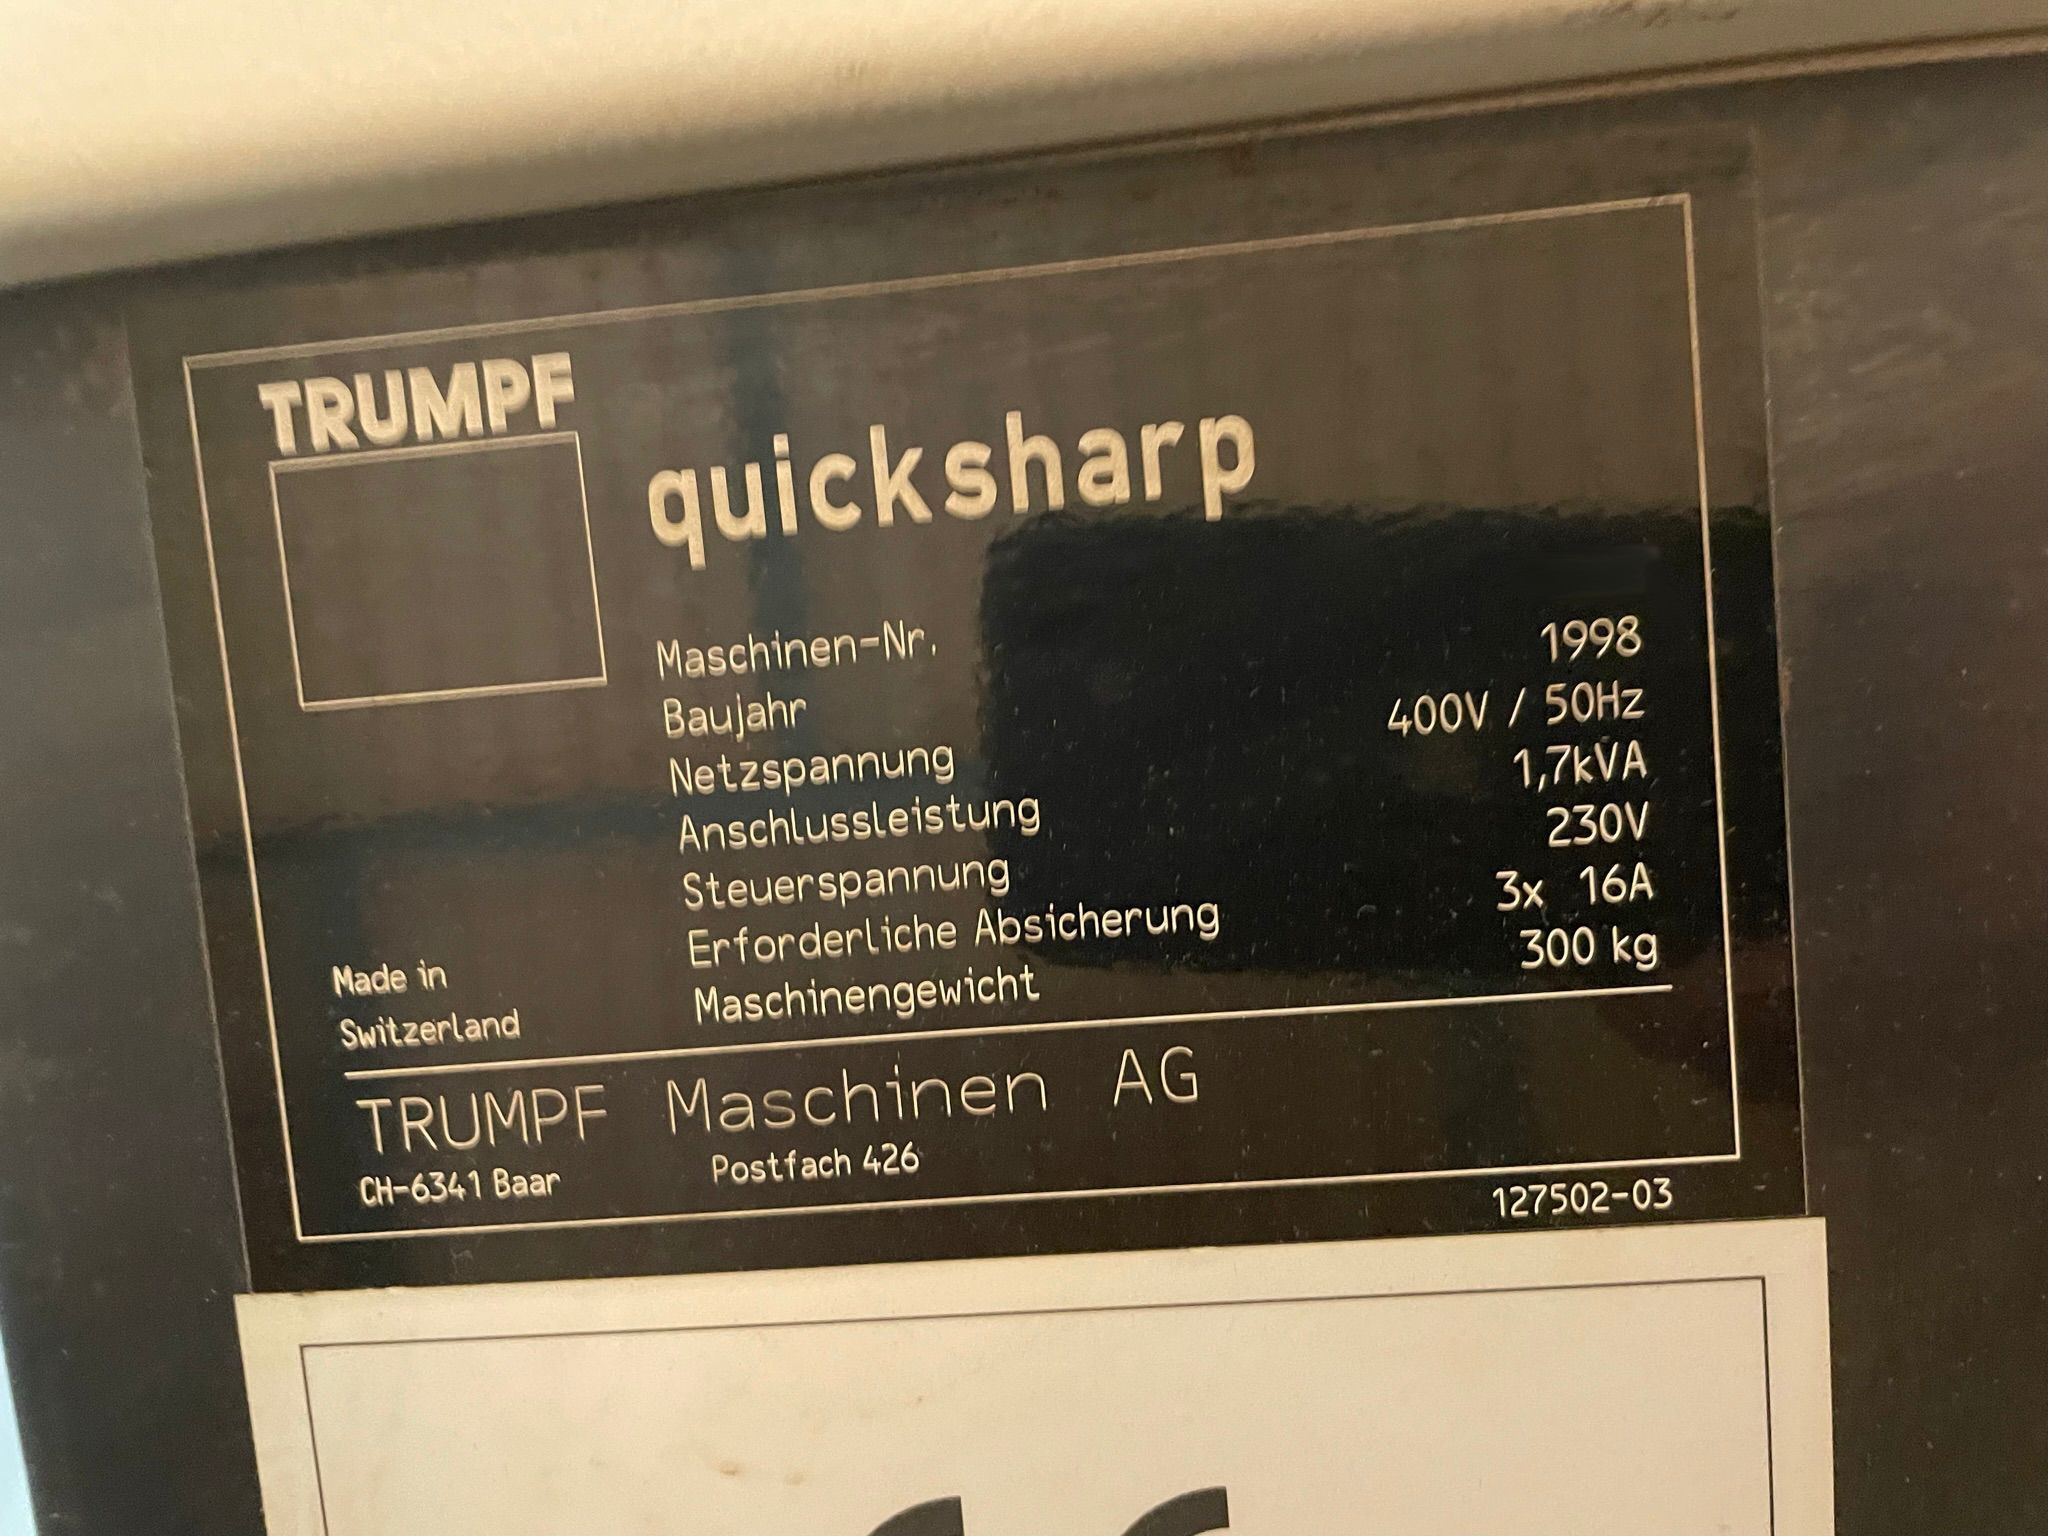 TRUMPF
quicksharp
Maschinen-Nr.
Baujahr 1998
Netzspannung 400V / 50Hz
Anschlussleistung 1,7kVA
Steuerspannung 230V
Erforderliche Absicherung 3x 16A
Maschinengewicht 300 kg
Made in
Switzerland
TRUMPF Maschinen AG
CH-6341 Baar Postfach 426
127502-03